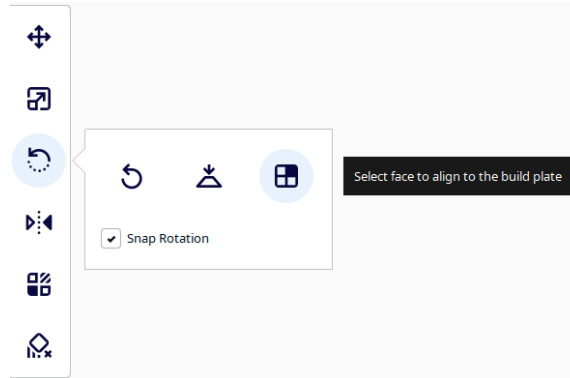 Select face to align to the build plate
Snap Rotation